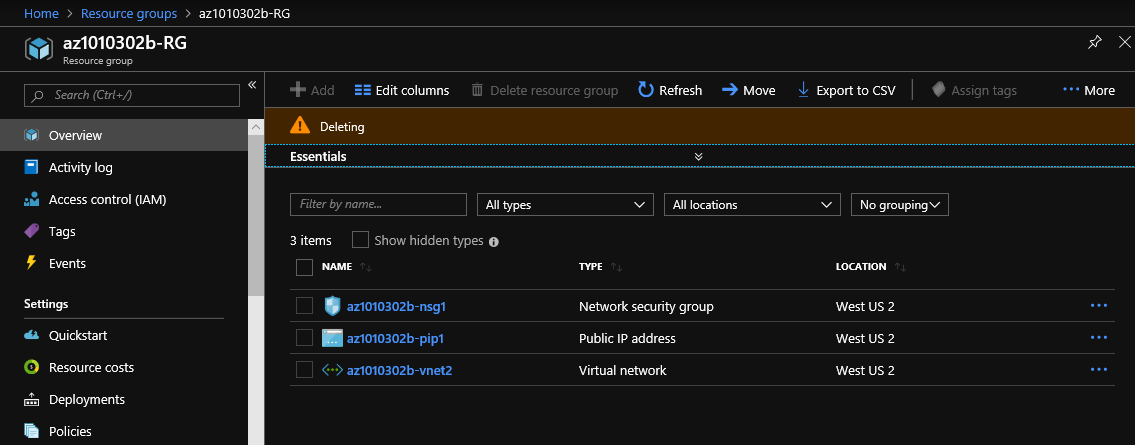 Home > Resource groups > az1010302b-RG
az1010302b-RG
Resource group
Search (Ctrl+/)
Overview
Activity log
Access control (IAM)
Tags
Events
Settings
Quickstart
Resource costs
Deployments
Policies
Add Edit columns Delete resource group Refresh Move Export to CSV Assign tags More
Deleting
Essentials
Filter by name... All types All locations No grouping
3 items Show hidden types
NAME TYPE LOCATION
az1010302b-nsg1 Network security group West US 2
az1010302b-pip1 Public IP address West US 2
az1010302b-vnet2 Virtual network West US 2